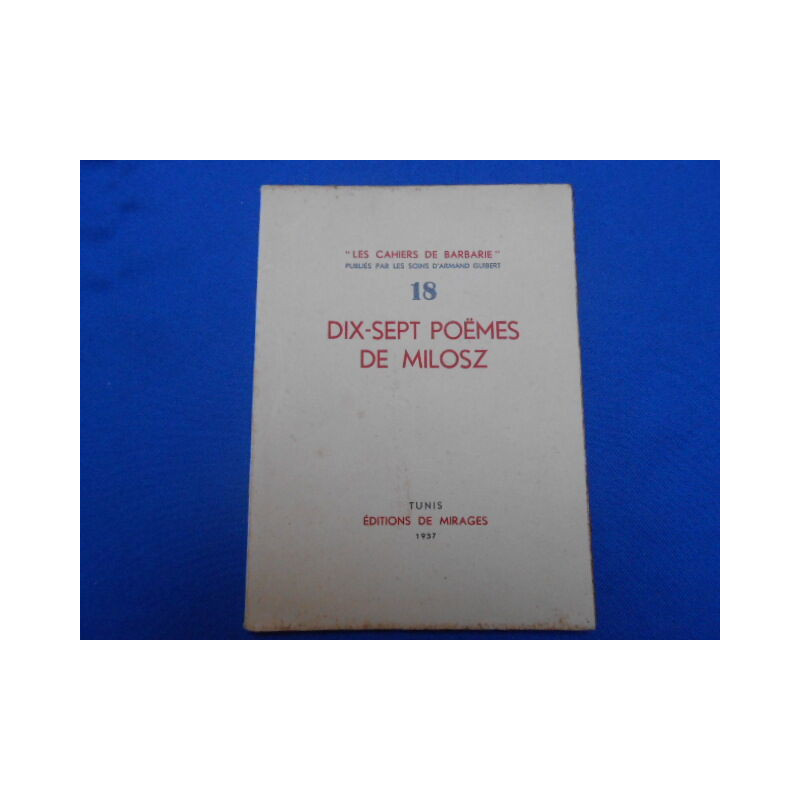 "LES CAHIERS DE BARBARIE"
PUBLIÉS PAR LES SOINS D'ARMAND GUIBERT
18
DIX-SEPT POËMES
DE MILOSZ
TUNIS
ÉDITIONS DE MIRAGES
1937